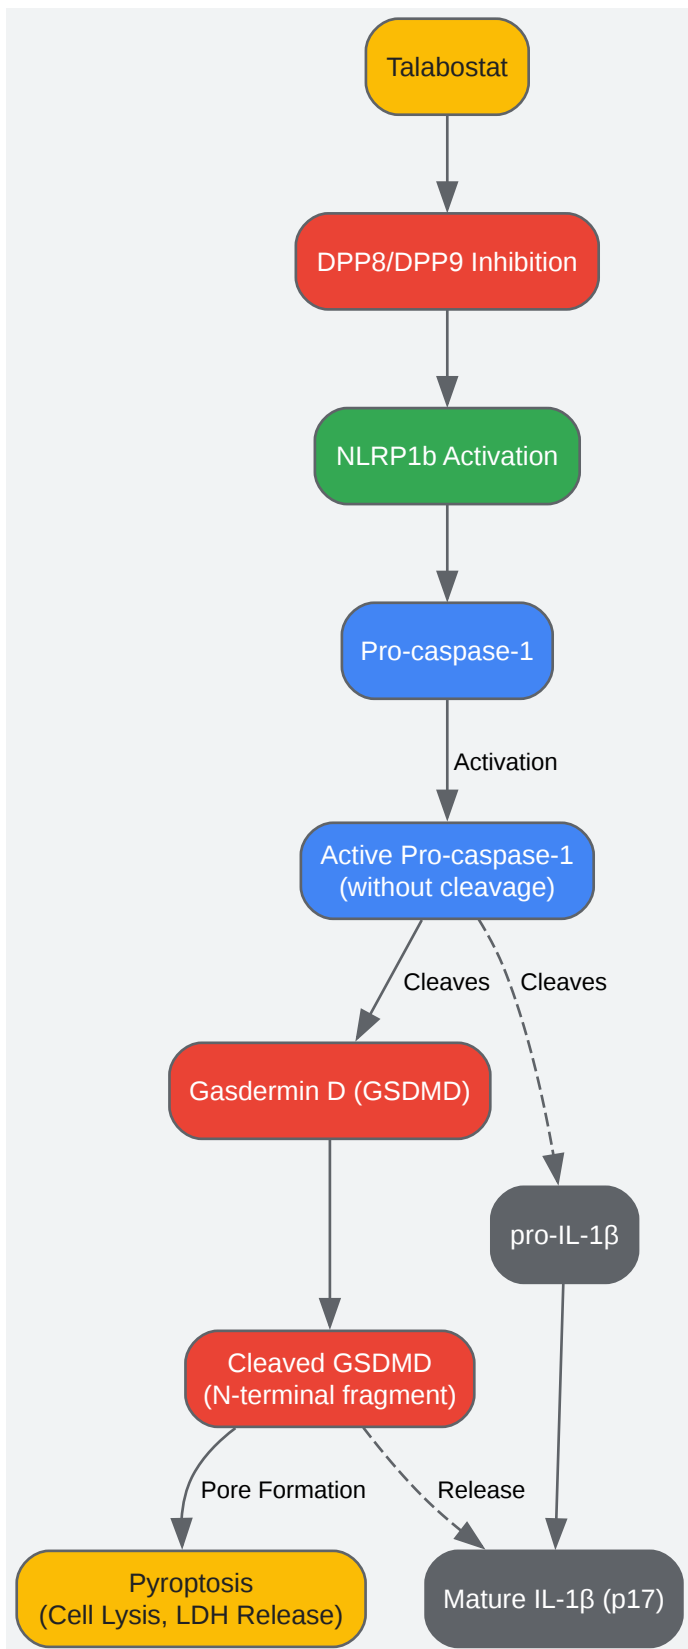 Talabostat
DPP8/DPP9 Inhibition
NLRP1b Activation
Pro-caspase-1
Activation
Active Pro-caspase-1
(without cleavage)
Cleaves
Cleaves
Gasdermin D (GSDMD)
pro-IL-1β
Cleaved GSDMD
(N-terminal fragment)
Pore Formation
Release
Pyroptosis
(Cell Lysis, LDH Release)
Mature IL-1β (p17)